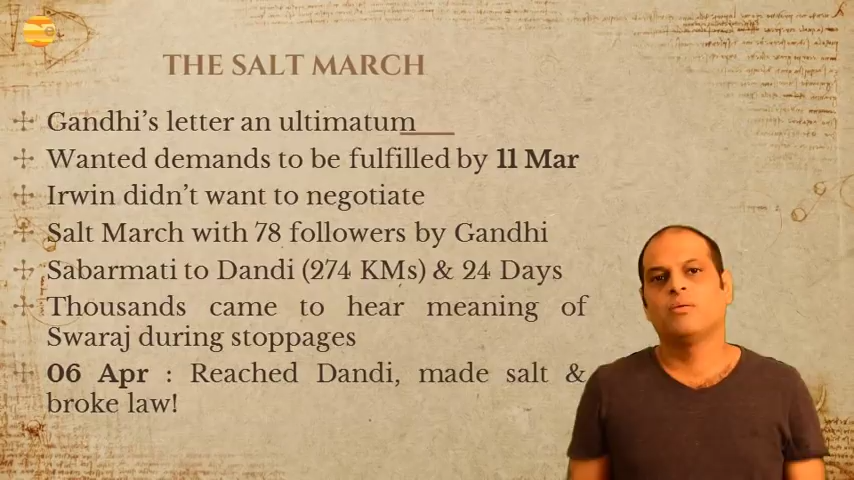 THE SALT MARCH
Gandhi's letter an ultimatum
Wanted demands to be fulfilled by 11 Mar
Irwin didn't want to negotiate
Salt March with 78 followers by Gandhi
Sabarmati to Dandi (274 KMs) & 24 Days
Thousands came to hear meaning of
Swaraj during stoppages
06 Apr : Reached Dandi, made salt &
broke law!